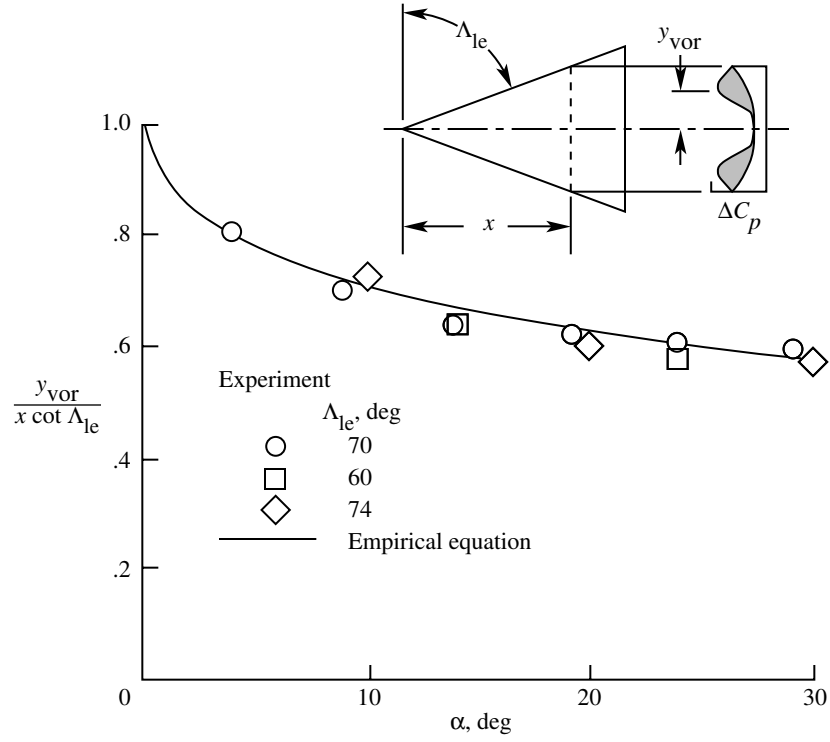 Λle
yvor
x
ΔCp
1.0
.8
.6
.4
.2
0
yvor
x cot Λle
Experiment
Λle, deg
70
60
74
Empirical equation
10
20
30
α, deg